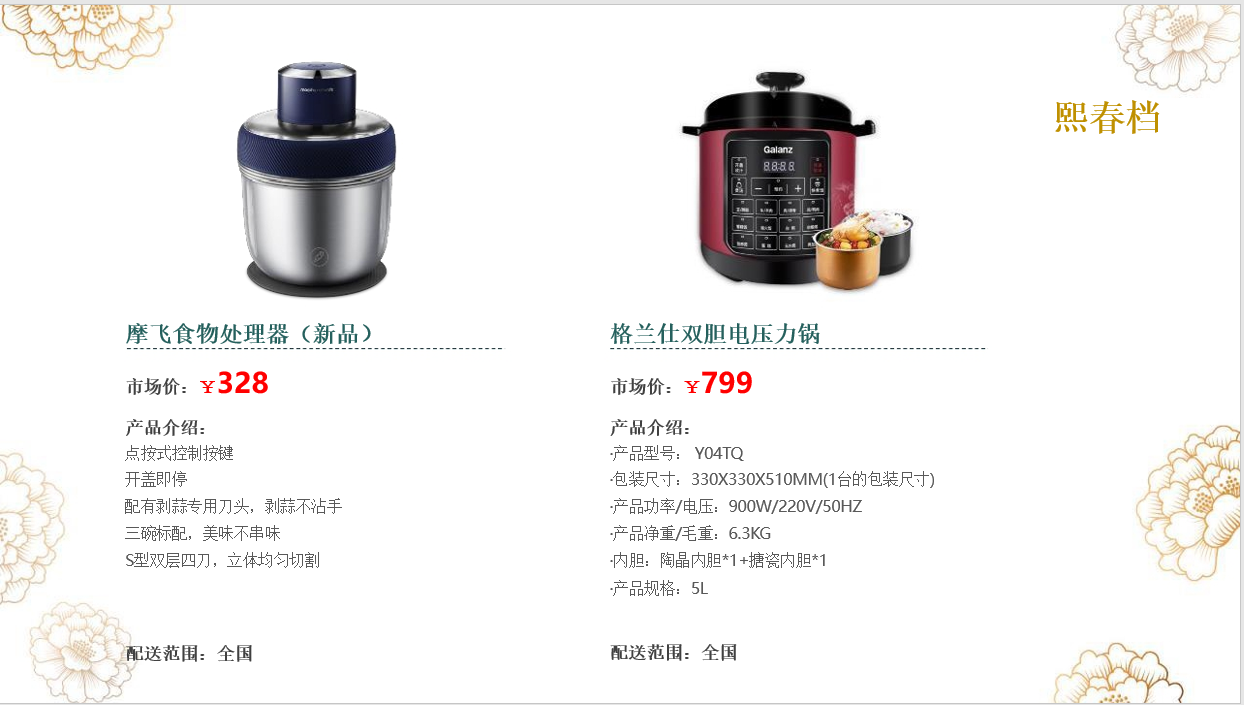 熙春档
Galanz
摩飞食物处理器（新品）
市场价：￥328
产品介绍：
点按式控制按键
开盖即停
配有剥蒜专用刀头，剥蒜不沾手
三碗标配，美味不串味
S型双层四刀，立体均匀切割
配送范围：全国
格兰仕双胆电压力锅
市场价：￥799
产品介绍：
·产品型号： Y04TQ
·包装尺寸：330X330X510MM(1台的包装尺寸)
·产品功率/电压：900W/220V/50HZ
·产品净重/毛重：6.3KG
·内胆：陶晶内胆*1+搪瓷内胆*1
·产品规格：5L
配送范围：全国